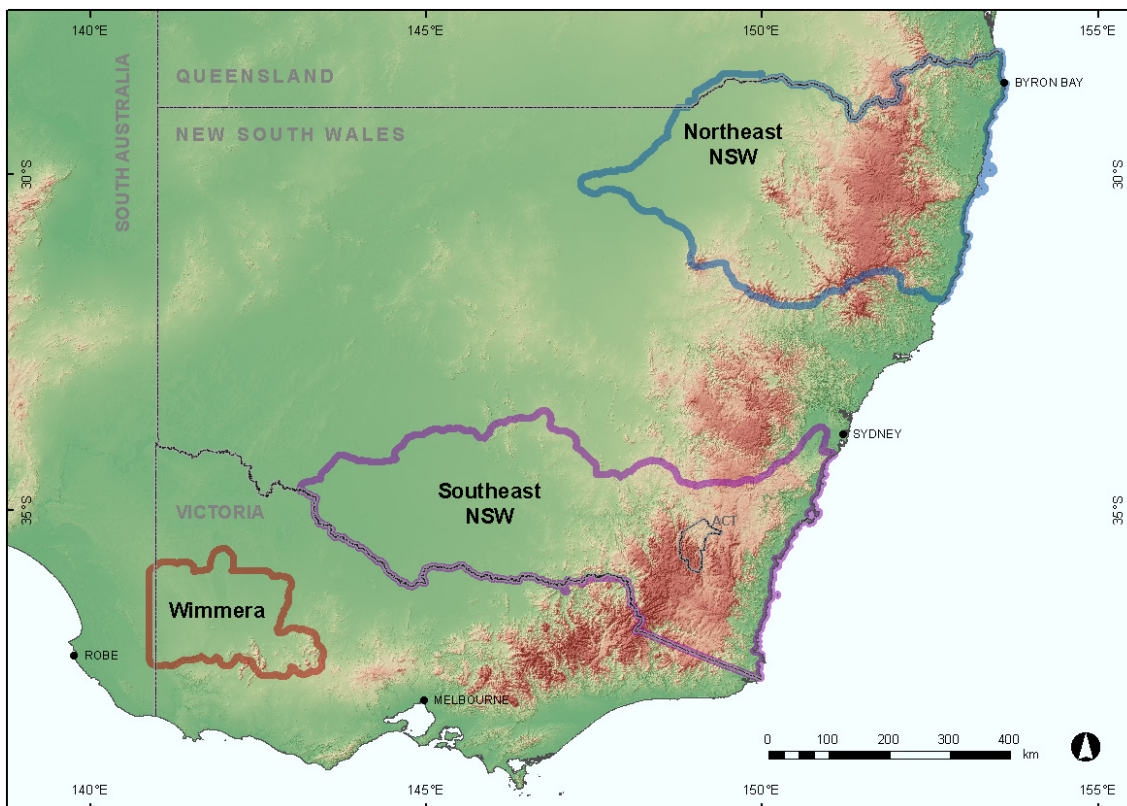 140°E
145°E
150°E
155°E
QUEENSLAND
BYRON BAY
SOUTH AUSTRALIA
NEW SOUTH WALES
Northeast
NSW
30°S
30°S
SYDNEY
Southeast
NSW
VICTORIA
ACT
35°S
35°S
Wimmera
ROBE
MELBOURNE
0 100 200 300 400
km
140°E
145°E
150°E
155°E